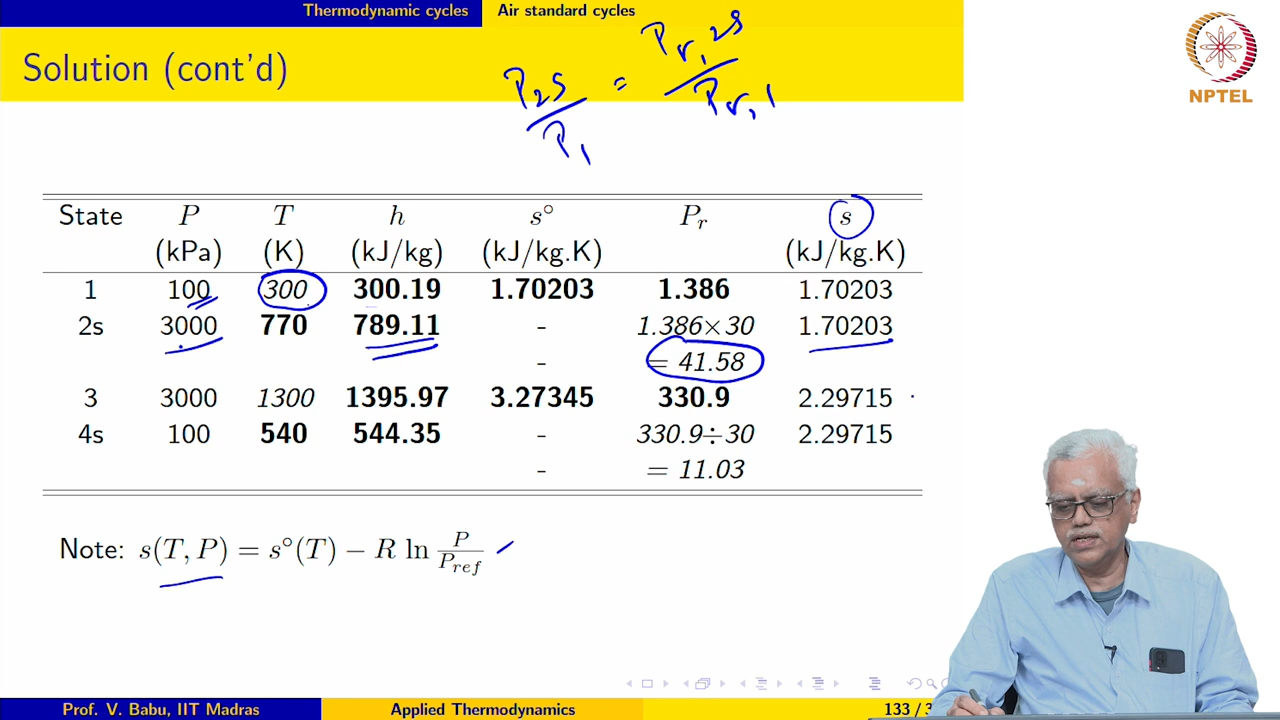 Thermodynamic cycles Air standard cycles
Solution (cont'd)
P2s/P1 = Pr,2s/Pr,1
NPTEL
State P T h s° Pr s
(kPa) (K) (kJ/kg) (kJ/kg.K) (kJ/kg.K)
1 100 300 300.19 1.70203 1.386 1.70203
2s 3000 770 789.11 - 1.386×30 1.70203
- = 41.58
3 3000 1300 1395.97 3.27345 330.9 2.29715
4s 100 540 544.35 - 330.9÷30 2.29715
- = 11.03
Note: s(T, P) = s°(T) − R ln P/Pref
Prof. V. Babu, IIT Madras Applied Thermodynamics 133 / 3